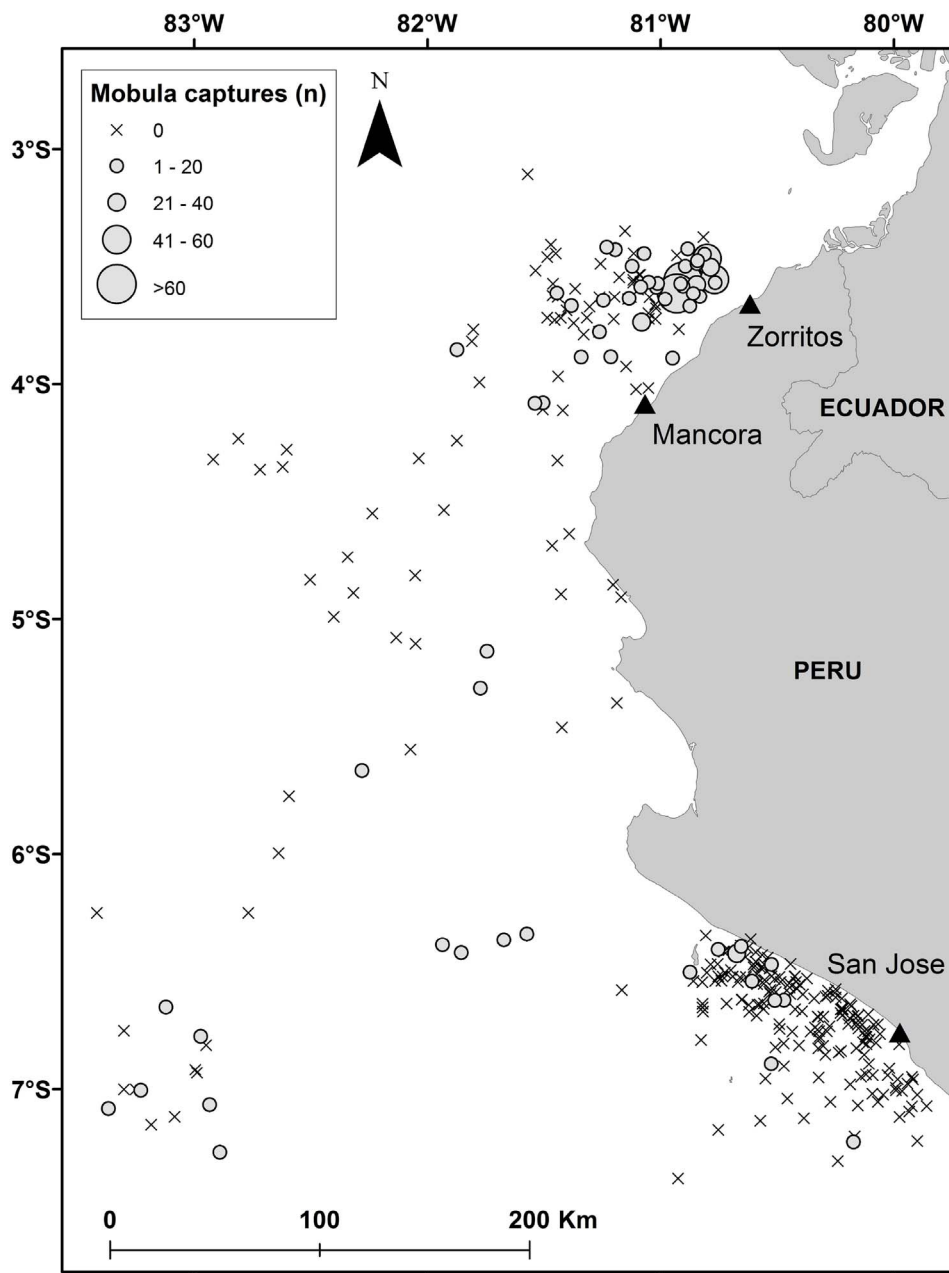 83°W 82°W 81°W 80°W
Mobula captures (n)
0
1 - 20
21 - 40
41 - 60
>60
N
3°S
Zorritos
4°S
ECUADOR
Mancora
5°S
PERU
6°S
San Jose
7°S
0 100 200 Km